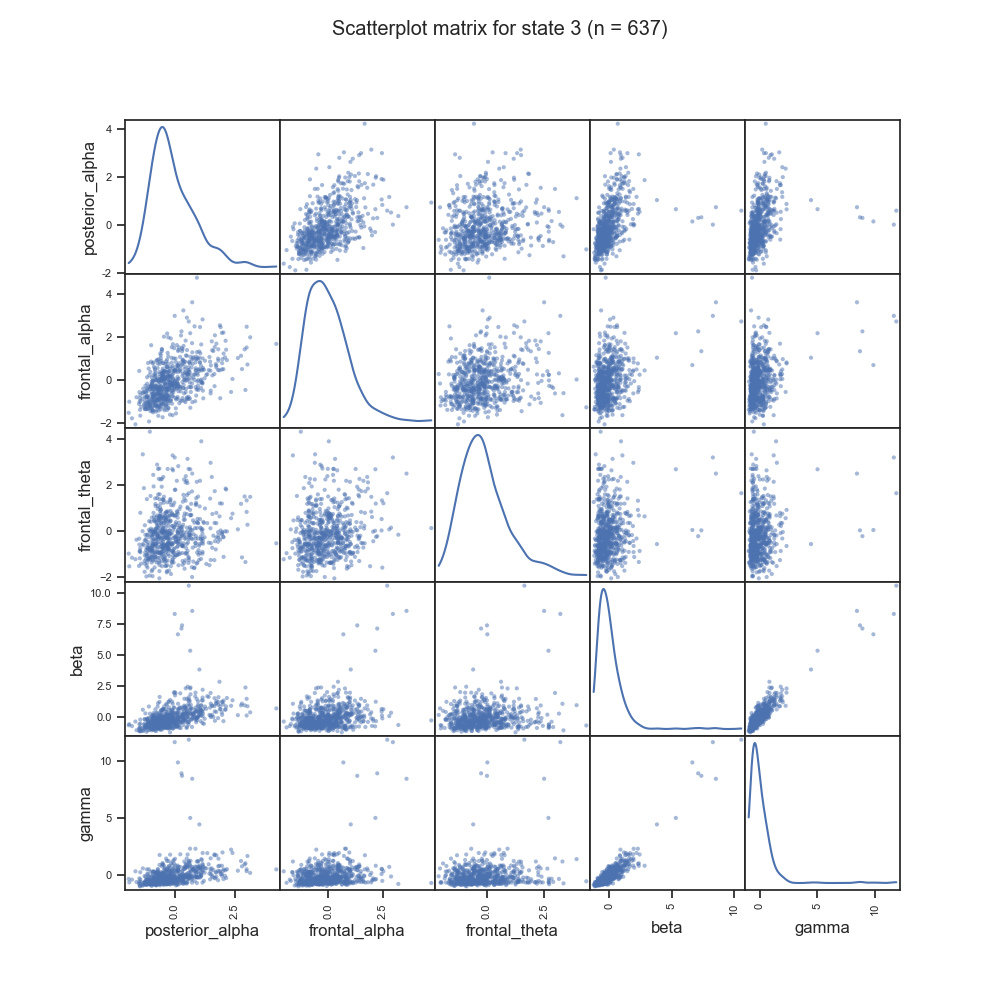 Scatterplot matrix for state 3 (n = 637)
posterior_alpha
4
2
0
-2
frontal_alpha
4
2
0
−2
frontal_theta
4
2
0
−2
beta
10.0
7.5
5.0
2.5
0.0
gamma
10
5
0
0.0 2.5 0.0 2.5 0.0 2.5 0 5 10 0 5 10
posterior_alpha frontal_alpha frontal_theta beta gamma